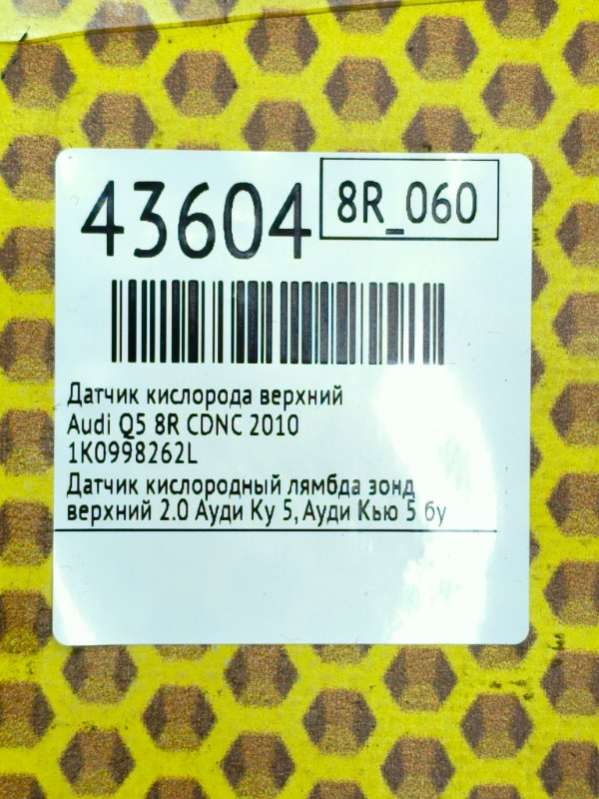 43604
8R_060
Датчик кислорода верхний
Audi Q5 8R CDNC 2010
1K0998262L
Датчик кислородный лямбда зонд
верхний 2.0 Ауди Ку 5, Ауди Кью 5 бу